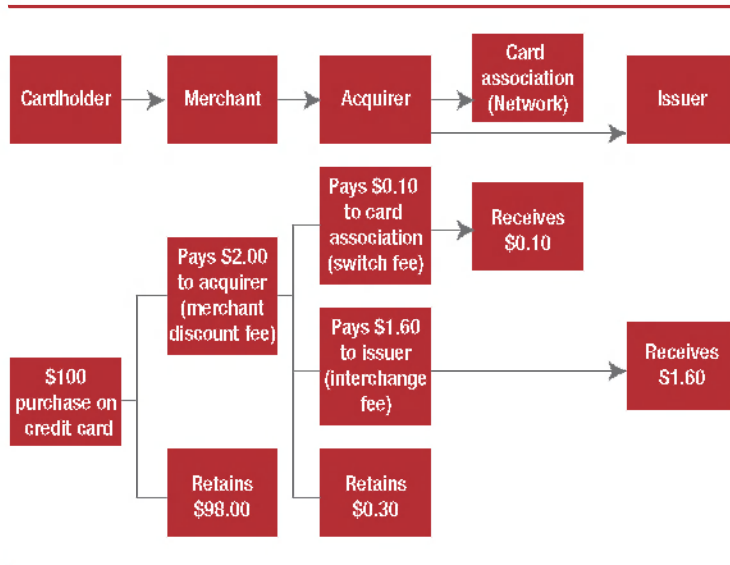 Cardholder
Merchant
Acquirer
Card
association
(Network)
Issuer
Pays $0.10
to card
association
(switch fee)
Receives
$0.10
Pays $2.00
to acquirer
(merchant
discount fee)
Pays $1.60
to issuer
(interchange
fee)
Receives
$1.60
$100
purchase on
credit card
Retains
$98.00
Retains
$0.30